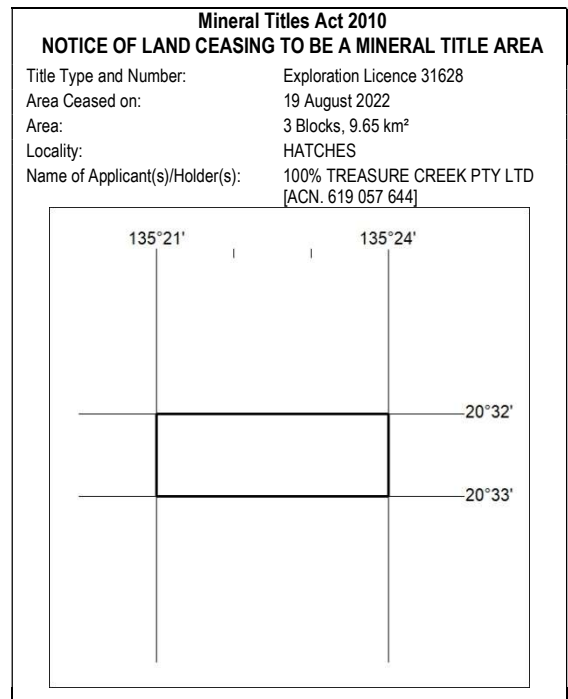 Mineral Titles Act 2010
NOTICE OF LAND CEASING TO BE A MINERAL TITLE AREA
Title Type and Number: Exploration Licence 31628
Area Ceased on: 19 August 2022
Area: 3 Blocks, 9.65 km²
Locality: HATCHES
Name of Applicant(s)/Holder(s): 100% TREASURE CREEK PTY LTD
[ACN. 619 057 644]
135°21' 135°24'
20°32'
20°33'